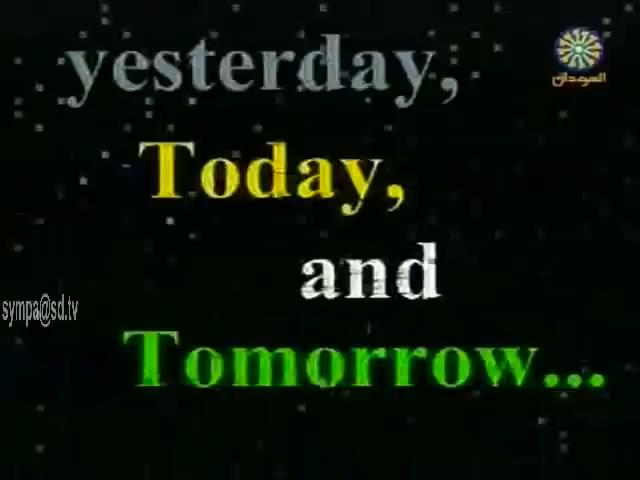 yesterday,
السودان
Today,
and
sympa@sd.tv
Tomorrow...